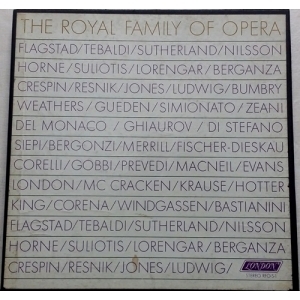 THE ROYAL FAMILY OF OPERA
FLAGSTAD/TEBALDI/SUTHERLAND/NILSSON
HORNE/SULIOTIS/LORENGAR/BERGANZA
CRESPIN/RESNIK/JONES/LUDWIG/BUMBRY
WEATHERS/GUEDEN/SIMIONATO/ZEANI
DEL MONACO/GHIAUROV/DI STEFANO
SIEPI/BERGONZI/MERRILL/FISCHER-DIESKAU
CORELLI/GOBBI/PREVEDI/MACNEIL/EVANS
LONDON/MC CRACKEN/KRAUSE/HOTTER
KING/CORENA/WINDGASSEN/BASTIANINI
FLAGSTAD/TEBALDI/SUTHERLAND/NILSSON
HORNE/SULIOTIS/LORENGAR/BERGANZA
CRESPIN/RESNIK/JONES/LUDWIG/ LONDON